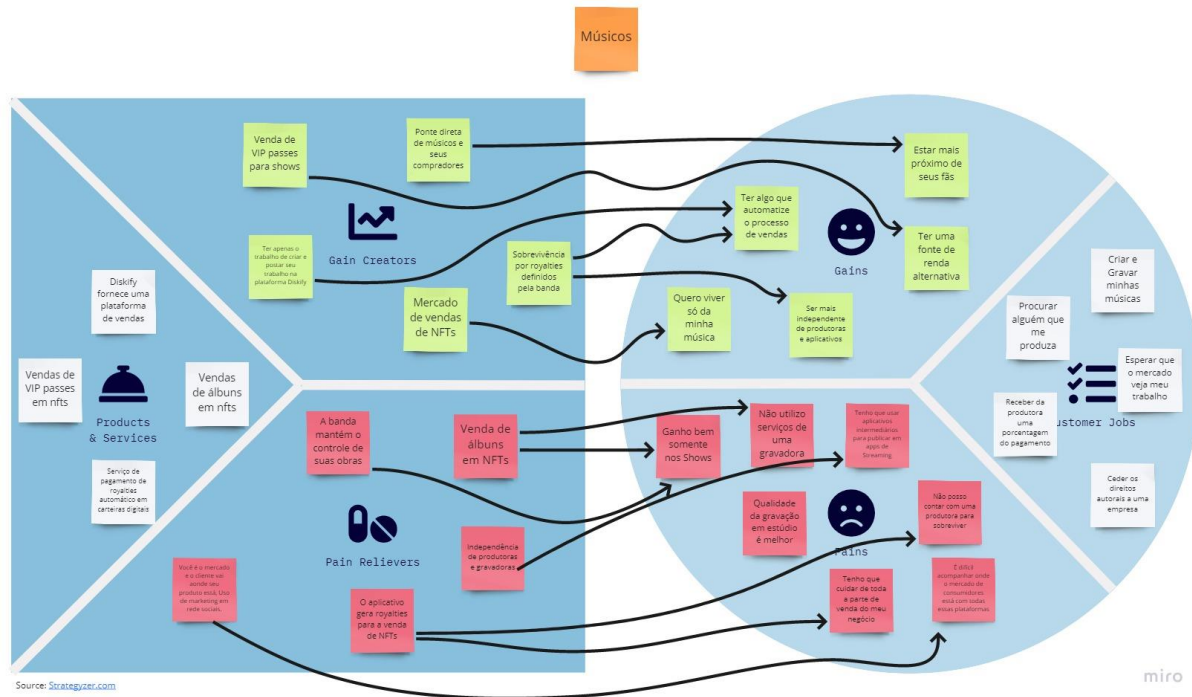 Músicos
Venda de
VIP passes
para shows
Ponte direta
de músicos e
seus
compradores
Ter apenas o
trabalho de criar e
postar seu
trabalho na
plataforma Diskify
Gain Creators
Sobrevivência
por royalties
definidos
pela banda
Mercado
de vendas
de NFTs
Estar mais
próximo de
seus fãs
Ter algo que
automatize
o processo
de vendas
Gains
Ter uma
fonte de
renda
alternativa
Quero viver
só da
minha
música
Ser mais
independente
de produtoras
e aplicativos
Diskify
fornece uma
plataforma
de vendas
Vendas de
VIP passes
em nfts
Vendas
de álbuns
em nfts
Products
& Services
Serviço de
pagamento de
royalties
automático em
carteiras digitais
Criar e
Gravar
minhas
músicas
Procurar
alguém que
me
produza
Esperar que
o mercado
veja meu
trabalho
Receber da
produtora
uma
porcentagem
do pagamento
ustomer Jobs
Ceder os
direitos
autorais a uma
empresa
A banda
mantém o
controle de
suas obras
Venda de
álbuns
em NFTs
Pain Relievers
Independência
de produtoras
e gravadoras
Você é o mercado
e o cliente vai
aonde seu
produto está. Uso
de marketing em
rede sociais.
O aplicativo
gera royalties
para a venda
de NFTs
Ganho bem
somente
nos Shows
Não utilizo
serviços de
uma
gravadora
Tenho que usar
aplicativos
intermediários
para publicar em
apps de
Streaming
Qualidade
da gravação
em estúdio
é melhor
Pains
Não posso
contar com uma
produtora para
sobreviver
Tenho que
cuidar de toda
a parte de
venda do meu
negócio
É difícil
acompanhar onde
o mercado de
consumidores
está com todas
essas plataformas
Source: Strategyzer.com
miro